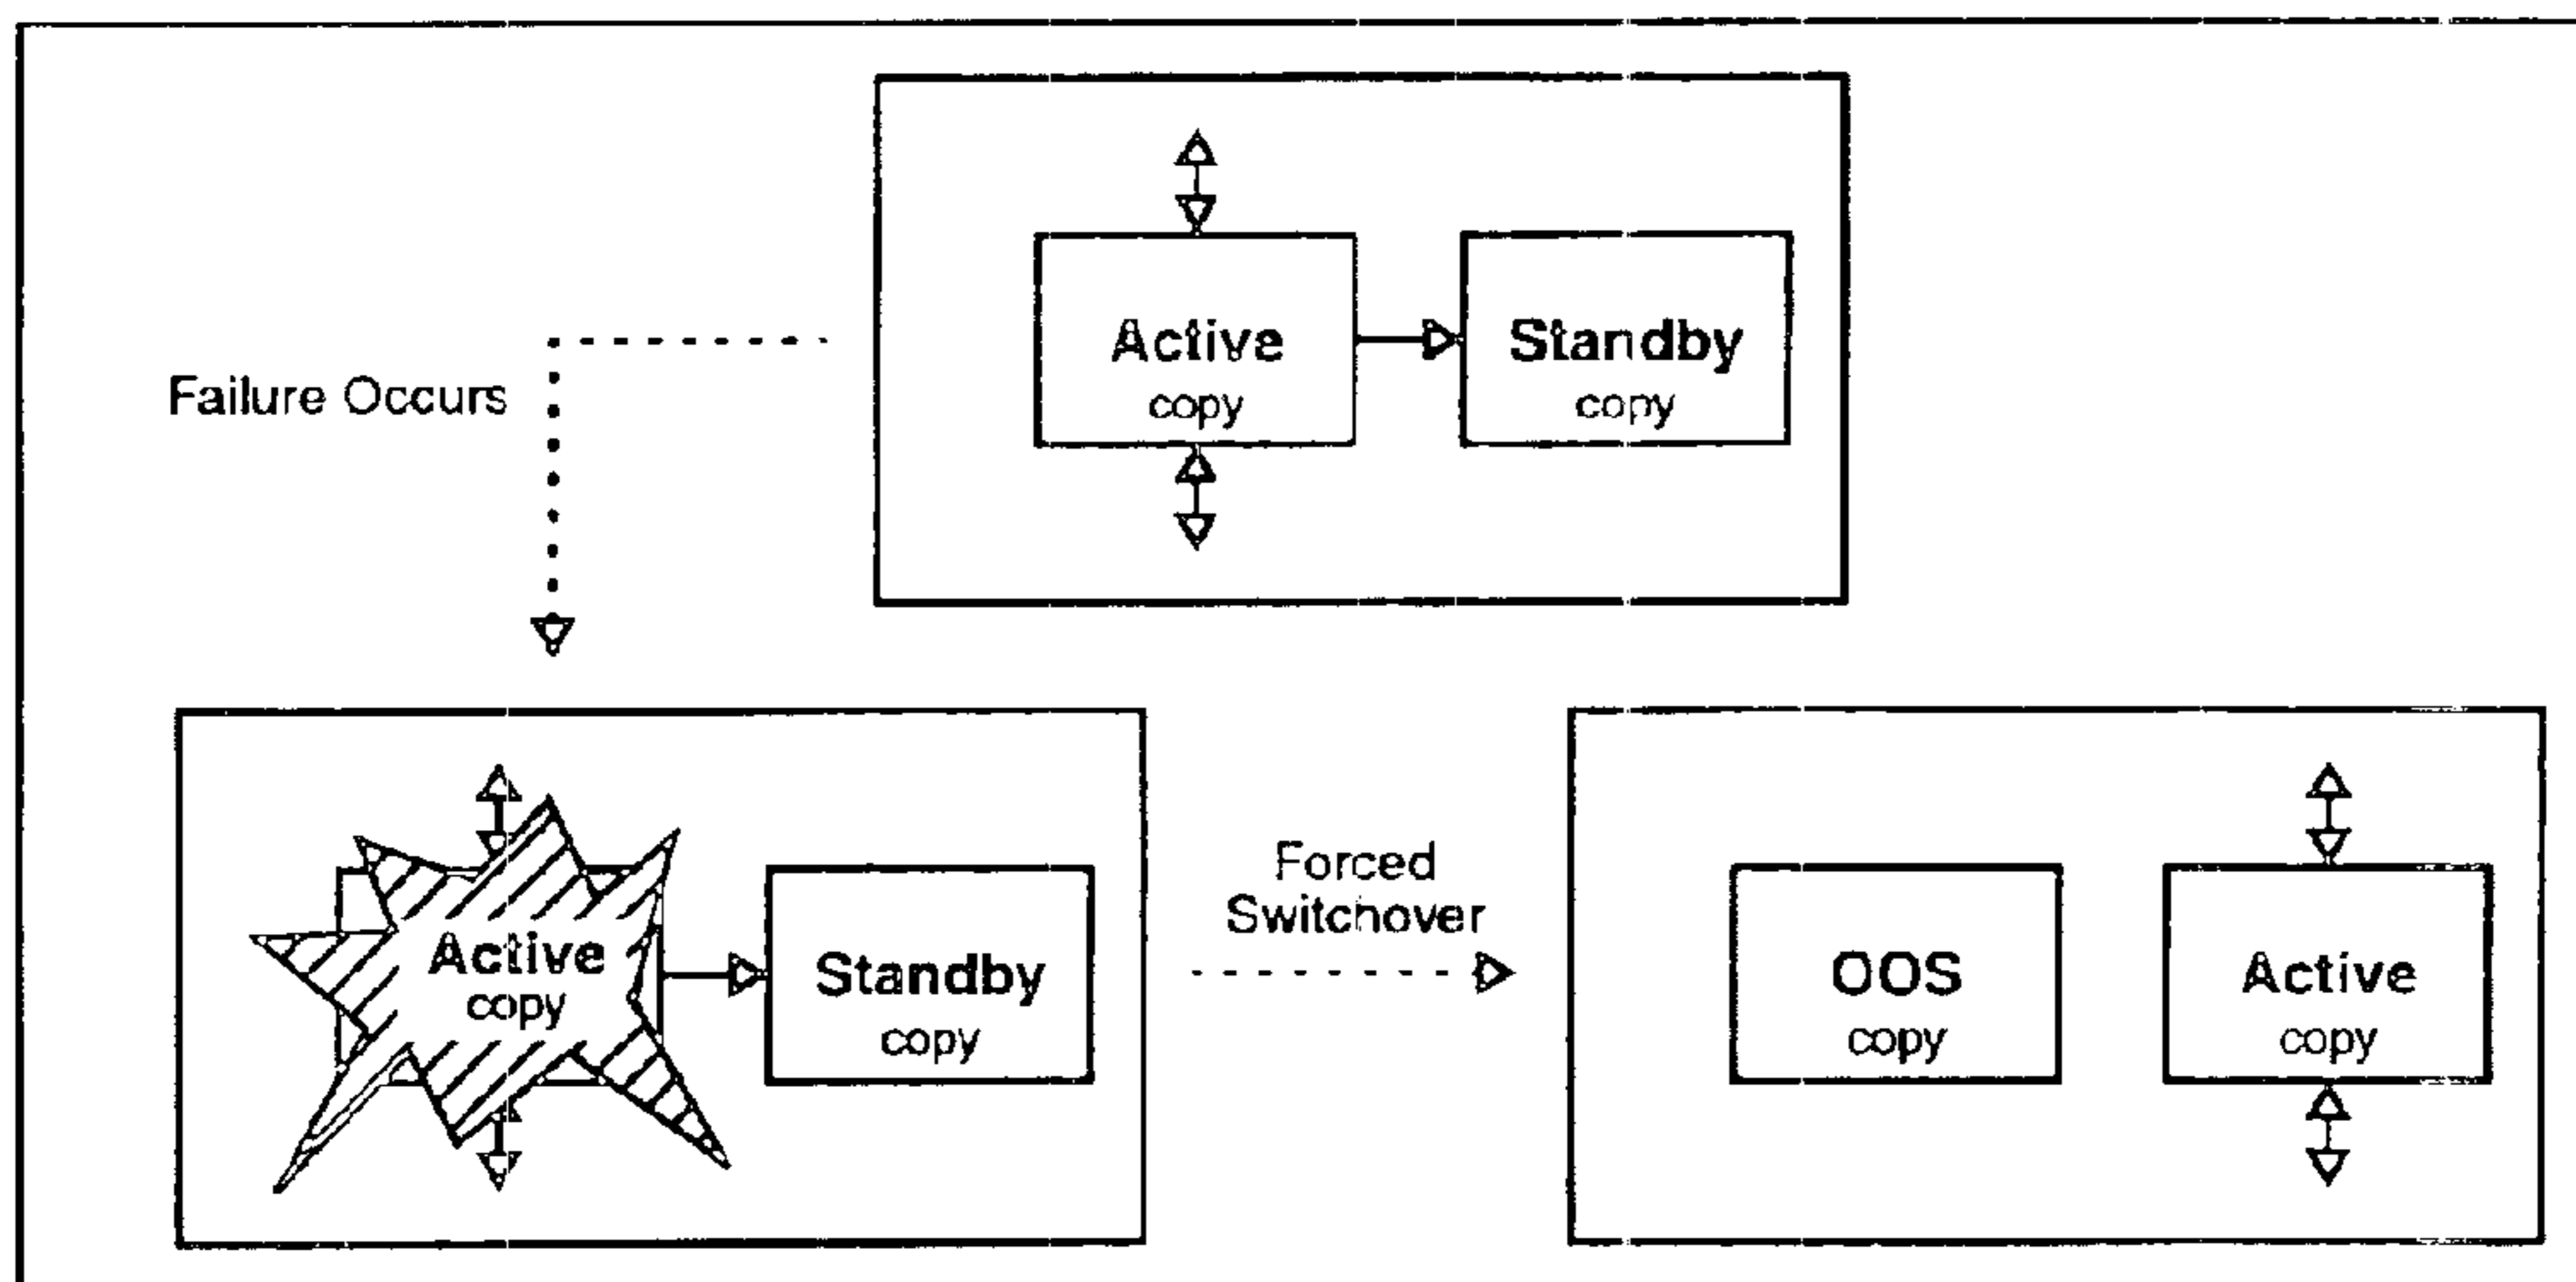 Active
copy
Standby
copy
Failure Occurs
Active
copy
Standby
copy
Forced
Switchover
OOS
copy
Active
copy